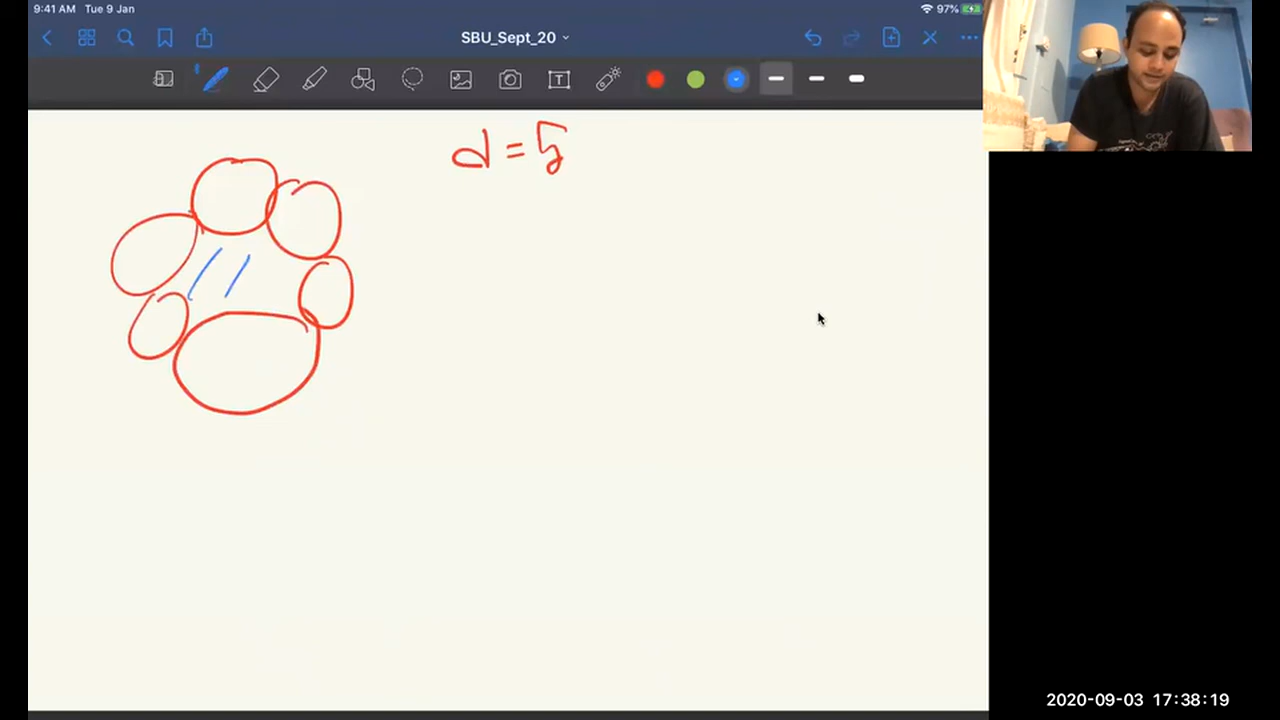 9:41 AM Tue 9 Jan
97%
SBU_Sept_20
T
d = 5
2020-09-03 17:38:19